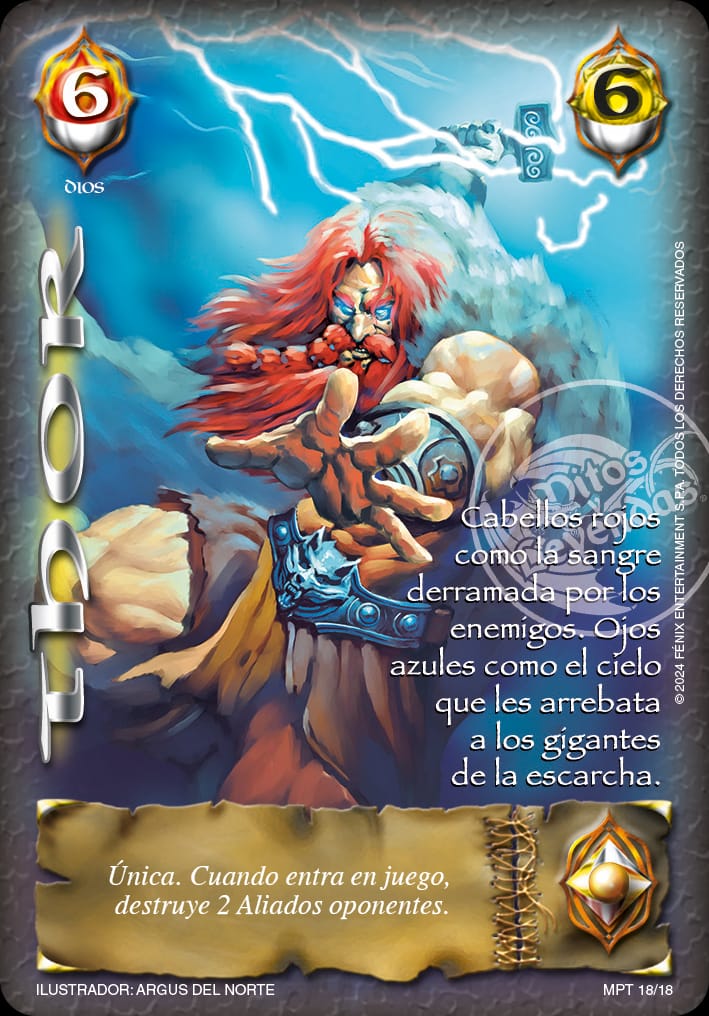 6
6
DIOS
THOR
Cabellos rojos
como la sangre
derramada por los
enemigos. Ojos
azules como el cielo
que les arrebata
a los gigantes
de la escarcha.
Mitos
y
Leyendas®
©2024 FÉNIX ENTERTAINMENT S.P.A. TODOS LOS DERECHOS RESERVADOS
Única. Cuando entra en juego,
destruye 2 Aliados oponentes.
ILUSTRADOR: ARGUS DEL NORTE
MPT 18/18